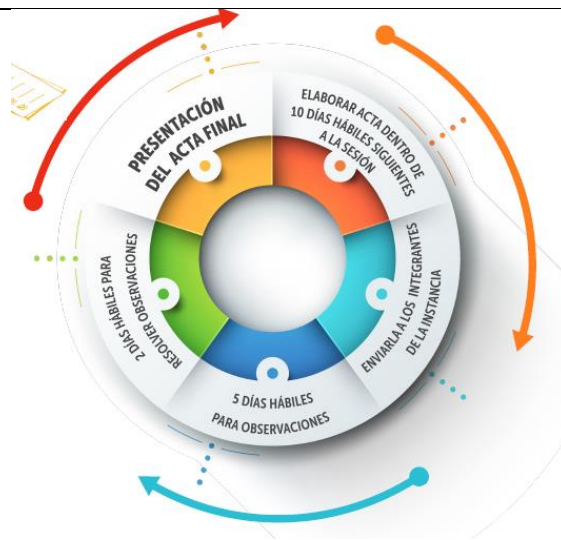 PRESENTACIÓN
DEL ACTA FINAL
ELABORAR ACTA DENTRO DE
10 DÍAS HÁBILES SIGUIENTES
A LA SESIÓN
ENVIARLA A LOS INTEGRANTES
DE LA INSTANCIA
5 DÍAS HÁBILES
PARA OBSERVACIONES
2 DÍAS HÁBILES PARA
RESOLVER OBSERVACIONES